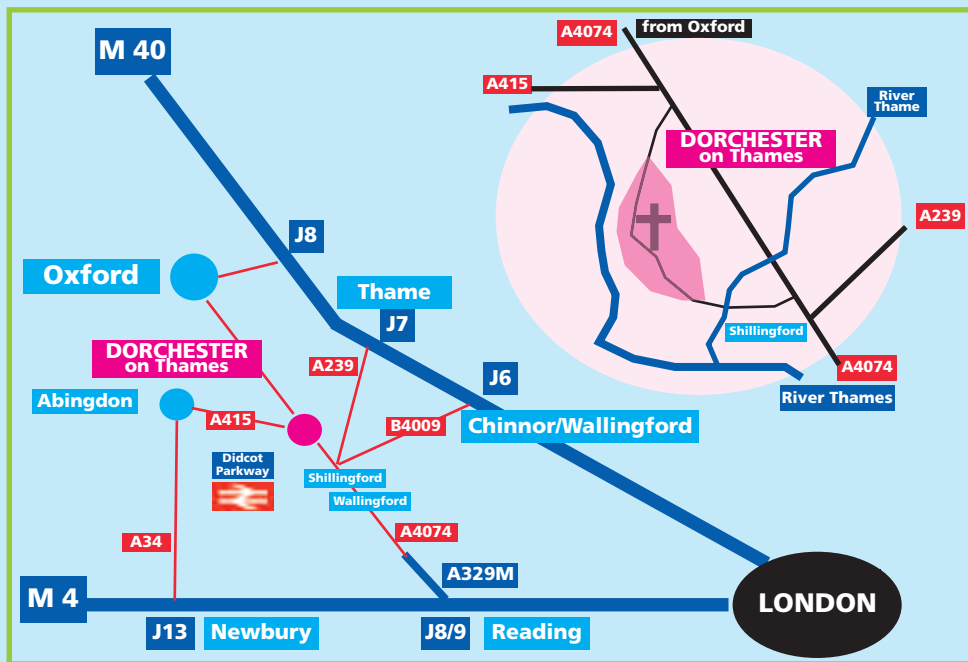 M 40
A4074
from Oxford
A415
River
Thame
DORCHESTER
on Thames
A239
J8
Oxford
Thame
J7
Shillingford
DORCHESTER
on Thames
A239
J6
A4074
River Thames
Abingdon
A415
B4009
Chinnor/Wallingford
Didcot
Parkway
Shillingford
Wallingford
A34
A4074
A329M
M 4
LONDON
J13
Newbury
J8/9
Reading